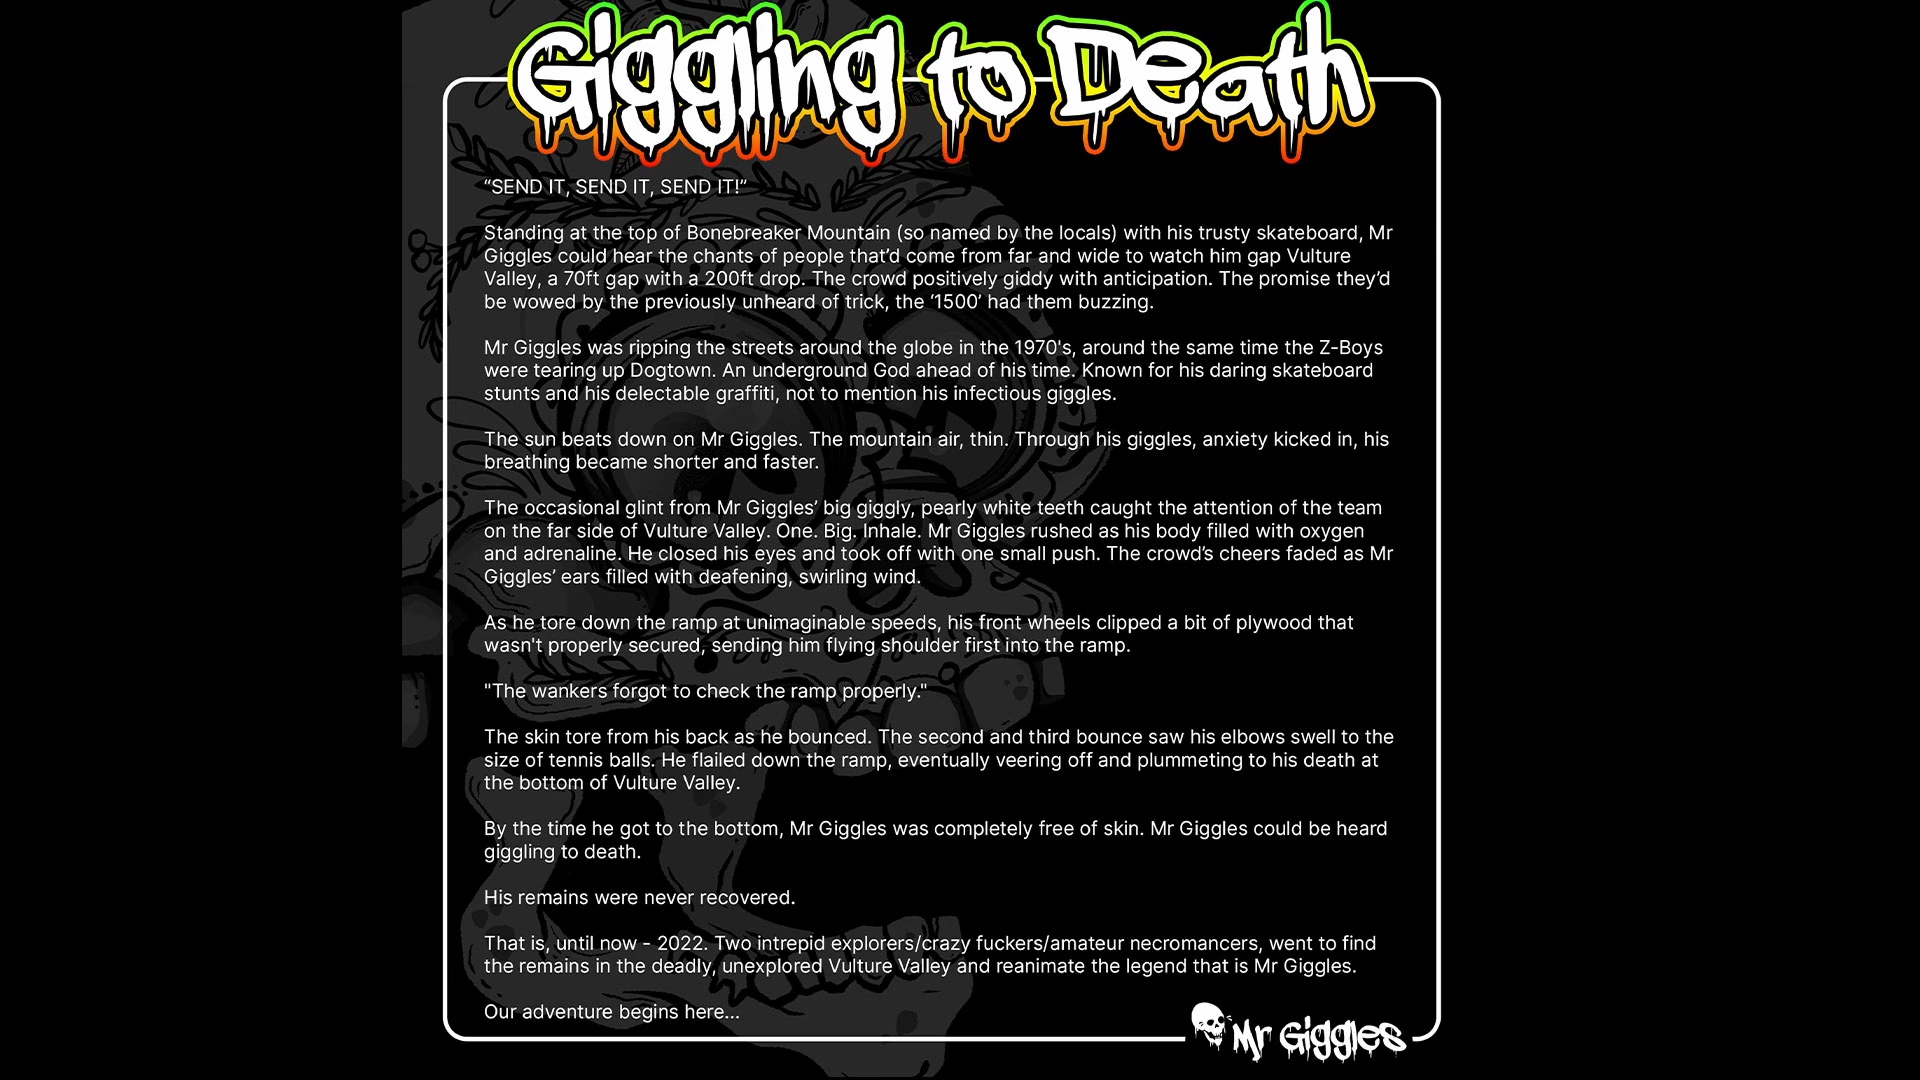 Giggling to Death
“SEND IT, SEND IT, SEND IT!”
Standing at the top of Bonebreaker Mountain (so named by the locals) with his trusty skateboard, Mr
Giggles could hear the chants of people that’d come from far and wide to watch him gap Vulture
Valley, a 70ft gap with a 200ft drop. The crowd positively giddy with anticipation. The promise they’d
be wowed by the previously unheard of trick, the ‘1500’ had them buzzing.
Mr Giggles was ripping the streets around the globe in the 1970's, around the same time the Z-Boys
were tearing up Dogtown. An underground God ahead of his time. Known for his daring skateboard
stunts and his delectable graffiti, not to mention his infectious giggles.
The sun beats down on Mr Giggles. The mountain air, thin. Through his giggles, anxiety kicked in, his
breathing became shorter and faster.
The occasional glint from Mr Giggles’ big giggly, pearly white teeth caught the attention of the team
on the far side of Vulture Valley. One. Big. Inhale. Mr Giggles rushed as his body filled with oxygen
and adrenaline. He closed his eyes and took off with one small push. The crowd’s cheers faded as Mr
Giggles’ ears filled with deafening, swirling wind.
As he tore down the ramp at unimaginable speeds, his front wheels clipped a bit of plywood that
wasn't properly secured, sending him flying shoulder first into the ramp.
"The wankers forgot to check the ramp properly."
The skin tore from his back as he bounced. The second and third bounce saw his elbows swell to the
size of tennis balls. He flailed down the ramp, eventually veering off and plummeting to his death at
the bottom of Vulture Valley.
By the time he got to the bottom, Mr Giggles was completely free of skin. Mr Giggles could be heard
giggling to death.
His remains were never recovered.
That is, until now - 2022. Two intrepid explorers/crazy fuckers/amateur necromancers, went to find
the remains in the deadly, unexplored Vulture Valley and reanimate the legend that is Mr Giggles.
Our adventure begins here...
Mr Giggles